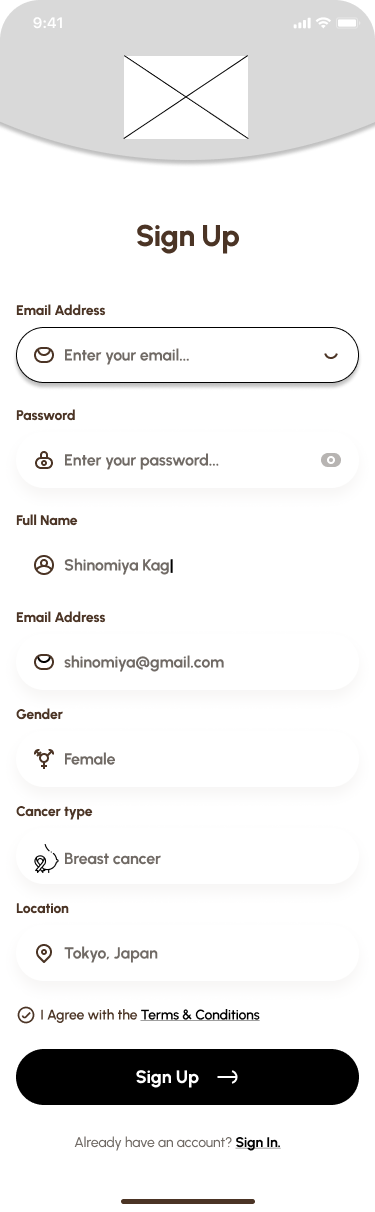 9:41
Sign Up
Email Address
Enter your email...
Password
Enter your password...
Full Name
Shinomiya Kag
Email Address
shinomiya@gmail.com
Gender
Female
Cancer type
Breast cancer
Location
Tokyo, Japan
I Agree with the Terms & Conditions
Sign Up
Already have an account? Sign In.